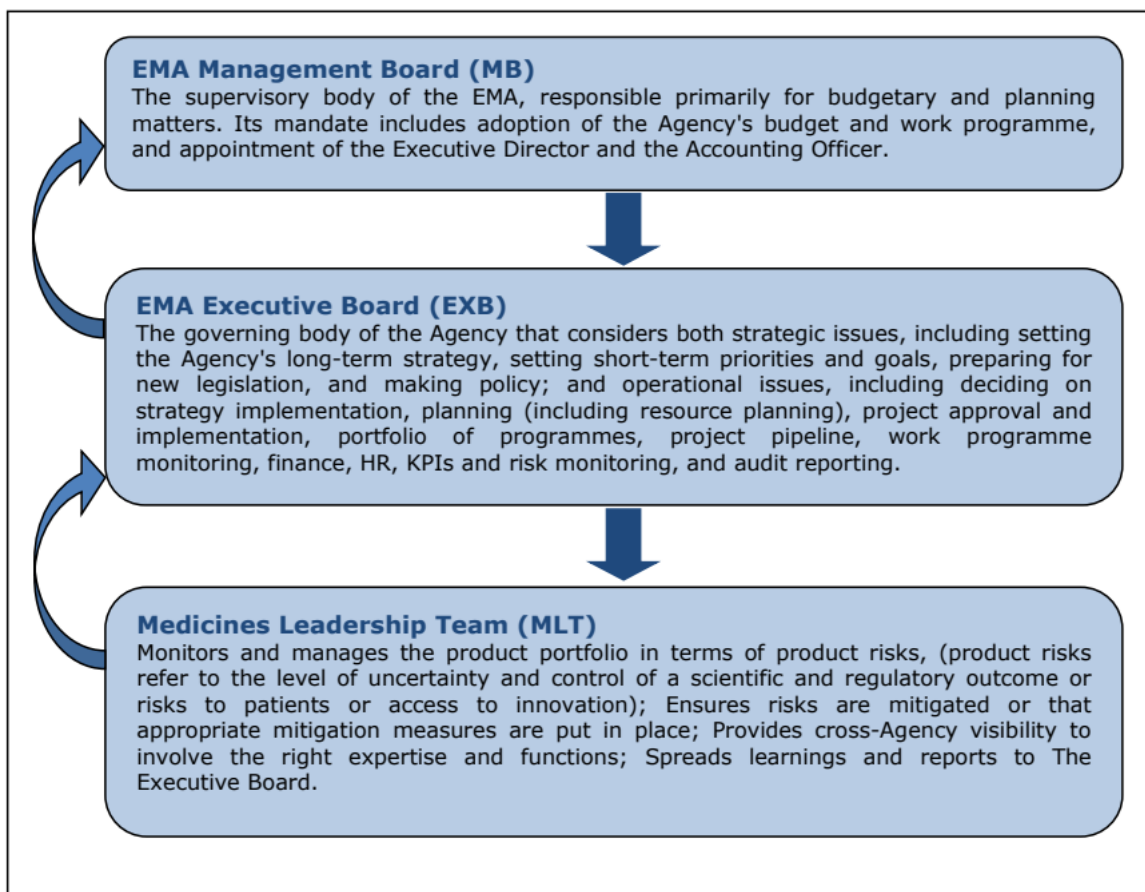 EMA Management Board (MB)
The supervisory body of the EMA, responsible primarily for budgetary and planning
matters. Its mandate includes adoption of the Agency's budget and work programme,
and appointment of the Executive Director and the Accounting Officer.
EMA Executive Board (EXB)
The governing body of the Agency that considers both strategic issues, including setting
the Agency's long-term strategy, setting short-term priorities and goals, preparing for
new legislation, and making policy; and operational issues, including deciding on
strategy implementation, planning (including resource planning), project approval and
implementation, portfolio of programmes, project pipeline, work programme
monitoring, finance, HR, KPIs and risk monitoring, and audit reporting.
Medicines Leadership Team (MLT)
Monitors and manages the product portfolio in terms of product risks, (product risks
refer to the level of uncertainty and control of a scientific and regulatory outcome or
risks to patients or access to innovation); Ensures risks are mitigated or that
appropriate mitigation measures are put in place; Provides cross-Agency visibility to
involve the right expertise and functions; Spreads learnings and reports to The
Executive Board.